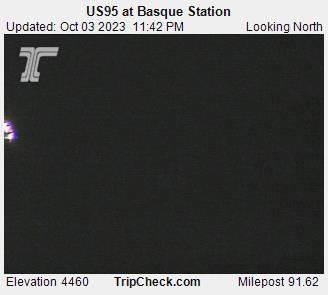 US95 at Basque Station
Updated: Oct 03 2023 11:42 PM Looking North
Elevation 4460 TripCheck.com Milepost 91.62